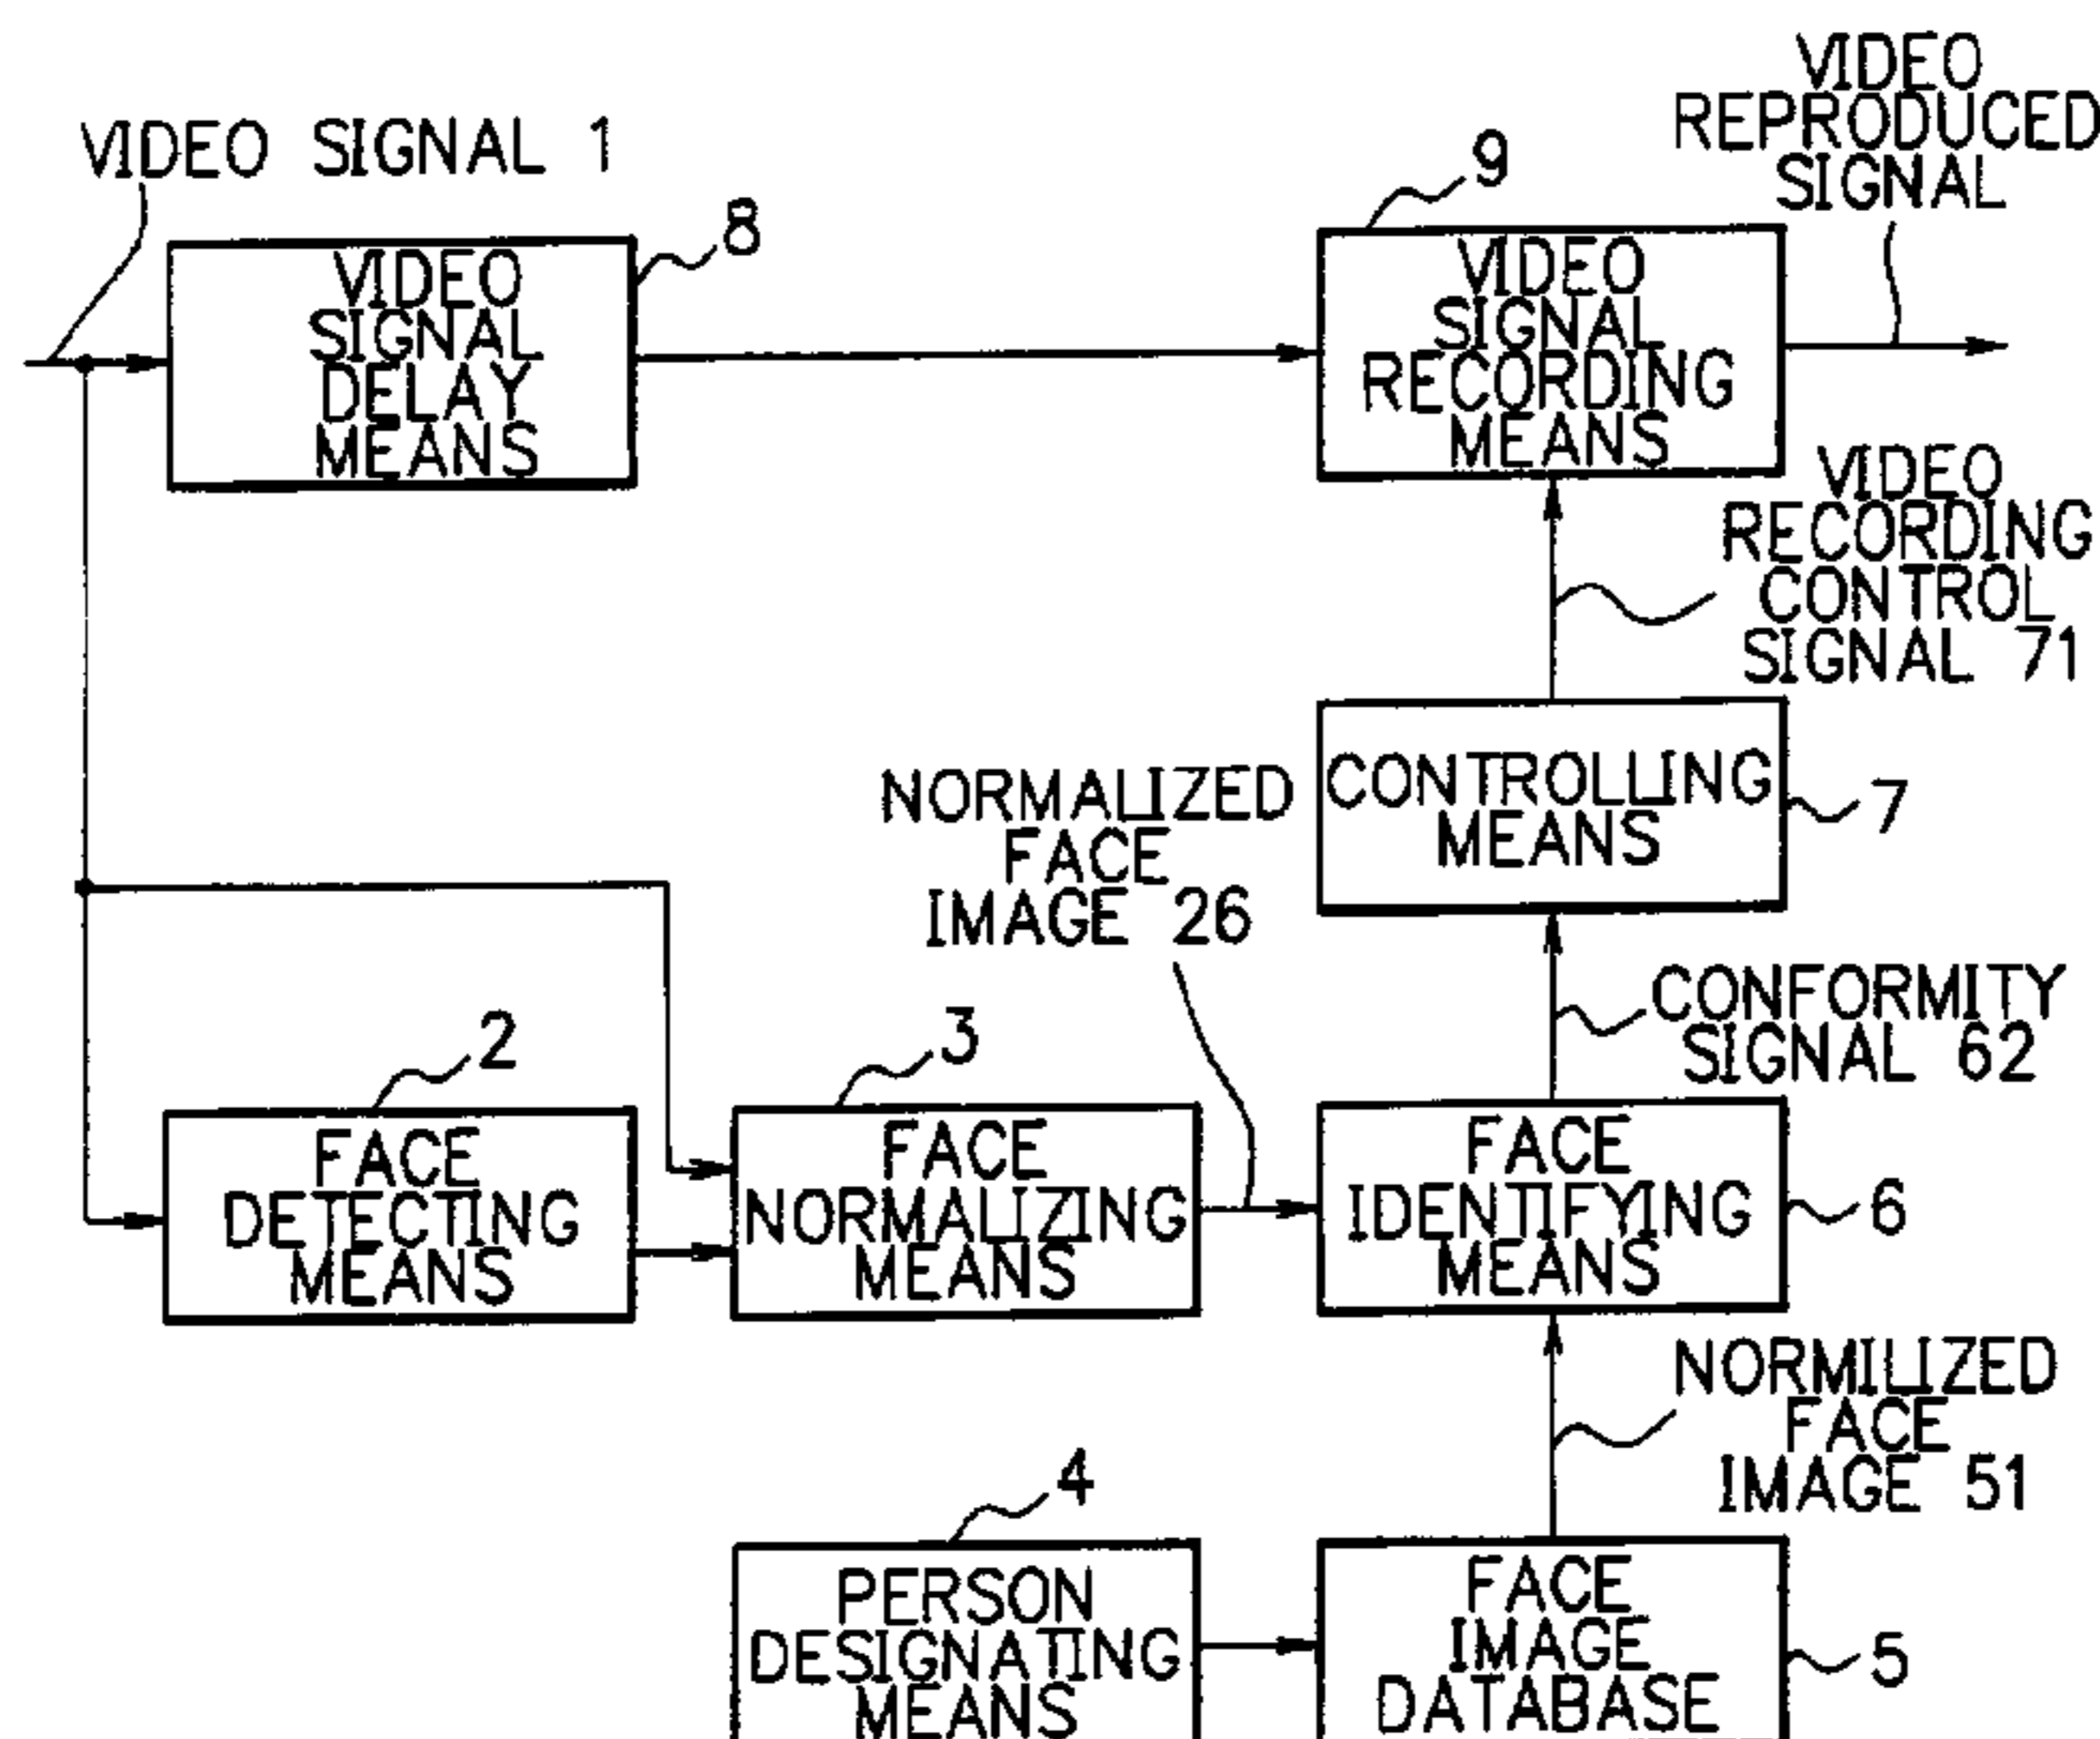 VIDEO
REPRODUCED
SIGNAL
VIDEO SIGNAL 1
8
9
VIDEO
SIGNAL
DELAY
MEANS
VIDEO
SIGNAL
RECORDING
MEANS
VIDEO
RECORDING
CONTROL
SIGNAL 71
CONTROLLING
MEANS
7
NORMALIZED
FACE
IMAGE 26
CONFORMITY
SIGNAL 62
2
3
FACE
DETECTING
MEANS
FACE
NORMALIZING
MEANS
FACE
IDENTIFYING
MEANS
6
NORMILIZED
FACE
IMAGE 51
4
PERSON
DESIGNATING
MEANS
FACE
IMAGE
DATABASE
5